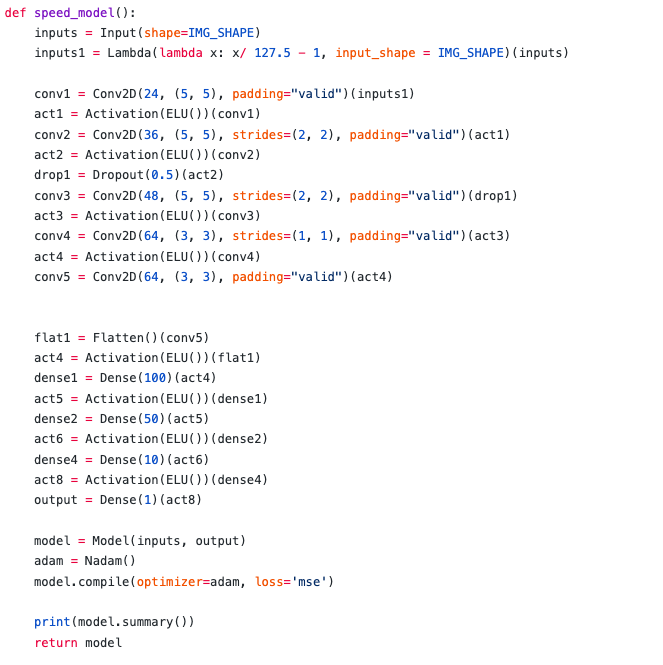 def speed_model():
    inputs = Input(shape=IMG_SHAPE)
    inputs1 = Lambda(lambda x: x/ 127.5 - 1, input_shape = IMG_SHAPE)(inputs)

    conv1 = Conv2D(24, (5, 5), padding="valid")(inputs1)
    act1 = Activation(ELU())(conv1)
    conv2 = Conv2D(36, (5, 5), strides=(2, 2), padding="valid")(act1)
    act2 = Activation(ELU())(conv2)
    drop1 = Dropout(0.5)(act2)
    conv3 = Conv2D(48, (5, 5), strides=(2, 2), padding="valid")(drop1)
    act3 = Activation(ELU())(conv3)
    conv4 = Conv2D(64, (3, 3), strides=(1, 1), padding="valid")(act3)
    act4 = Activation(ELU())(conv4)
    conv5 = Conv2D(64, (3, 3), padding="valid")(act4)


    flat1 = Flatten()(conv5)
    act4 = Activation(ELU())(flat1)
    dense1 = Dense(100)(act4)
    act5 = Activation(ELU())(dense1)
    dense2 = Dense(50)(act5)
    act6 = Activation(ELU())(dense2)
    dense4 = Dense(10)(act6)
    act8 = Activation(ELU())(dense4)
    output = Dense(1)(act8)

    model = Model(inputs, output)
    adam = Nadam()
    model.compile(optimizer=adam, loss='mse')

    print(model.summary())
    return model